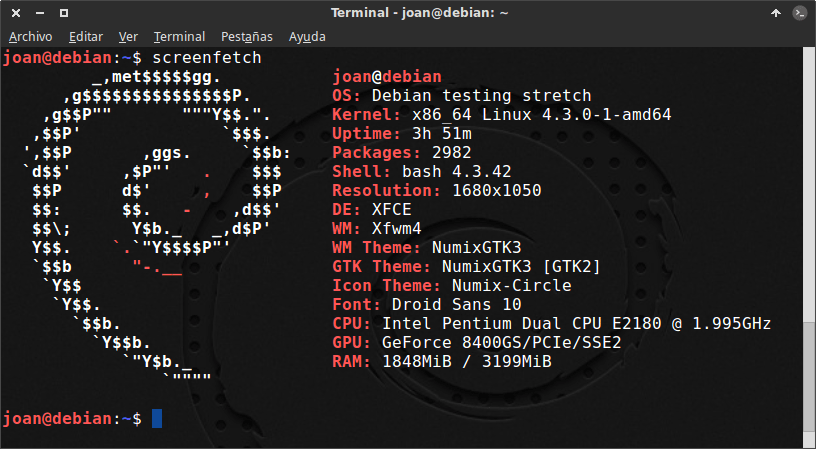 Terminal - joan@debian: ~
Archivo Editar Ver Terminal Pestañas Ayuda
joan@debian:~$ screenfetch
         _,met$$$$$gg.           joan@debian
      ,g$$$$$$$$$$$$$$$P.        OS: Debian testing stretch
    ,g$$P""       """Y$$.".      Kernel: x86_64 Linux 4.3.0-1-amd64
   ,$$P'              `$$$.      Uptime: 3h 51m
  ',$$P       ,ggs.     `$$b:    Packages: 2982
  `d$$'     ,$P"'   .    $$$     Shell: bash 4.3.42
   $$P      d$'     ,    $$P     Resolution: 1680x1050
   $$:      $$.   -    ,d$$'     DE: XFCE
   $$\;      Y$b._   _,d$P'      WM: Xfwm4
   Y$$.    `.`"Y$$$$P"'          WM Theme: NumixGTK3
   `$$b      "-.__               GTK Theme: NumixGTK3 [GTK2]
    `Y$$                         Icon Theme: Numix-Circle
     `Y$$.                       Font: Droid Sans 10
       `$$b.                     CPU: Intel Pentium Dual CPU E2180 @ 1.995GHz
         `Y$$b.                  GPU: GeForce 8400GS/PCIe/SSE2
            `"Y$b._              RAM: 1848MiB / 3199MiB
                `""""
joan@debian:~$